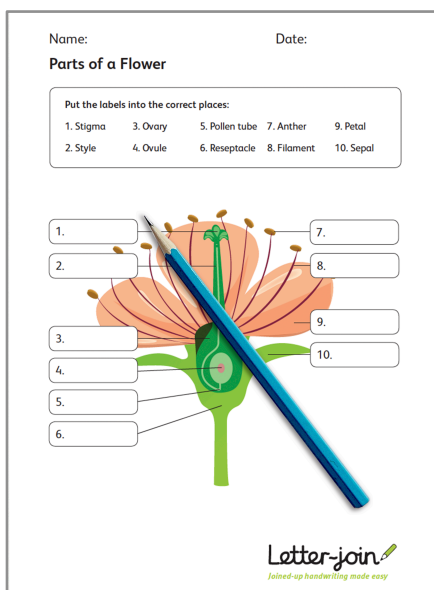 Name: Date:
Parts of a Flower
Put the labels into the correct places:
1. Stigma 3. Ovary 5. Pollen tube 7. Anther 9. Petal
2. Style 4. Ovule 6. Reseptacle 8. Filament 10. Sepal
1. 7.
2. 8.
9.
3.
10.
4.
5.
6.
Letter-join
Joined-up handwriting made easy